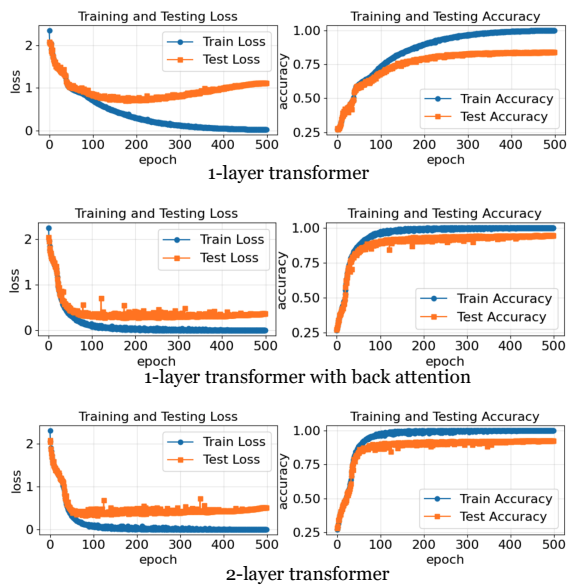 Training and Testing Loss
Training and Testing Accuracy
loss
2
1
0
Train Loss
Test Loss
0 100 200 300 400 500
epoch
accuracy
1.00
0.75
0.50
0.25
Train Accuracy
Test Accuracy
0 100 200 300 400 500
epoch
1-layer transformer
Training and Testing Loss
Training and Testing Accuracy
loss
2
1
0
Train Loss
Test Loss
0 100 200 300 400 500
epoch
accuracy
1.00
0.75
0.50
0.25
Train Accuracy
Test Accuracy
0 100 200 300 400 500
epoch
1-layer transformer with back attention
Training and Testing Loss
Training and Testing Accuracy
loss
2
1
0
Train Loss
Test Loss
0 100 200 300 400 500
epoch
accuracy
1.00
0.75
0.50
0.25
Train Accuracy
Test Accuracy
0 100 200 300 400 500
epoch
2-layer transformer